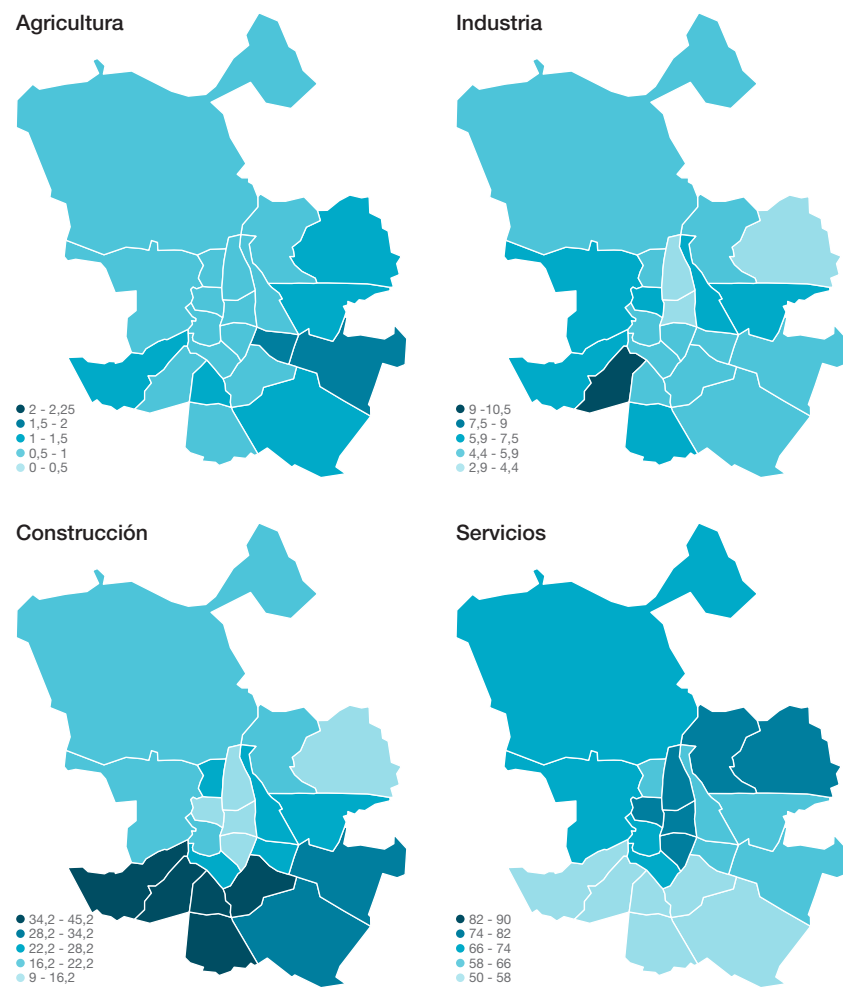 Agricultura
2 - 2,25
1,5 - 2
1 - 1,5
0,5 - 1
0 - 0,5
Industria
9 -10,5
7,5 - 9
5,9 - 7,5
4,4 - 5,9
2,9 - 4,4
Construcción
34,2 - 45,2
28,2 - 34,2
22,2 - 28,2
16,2 - 22,2
9 - 16,2
Servicios
82 - 90
74 - 82
66 - 74
58 - 66
50 - 58